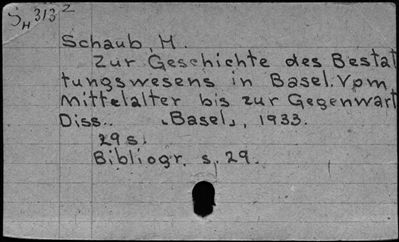 SH 313 z
Schaub, M.
Zur Geschichte des Bestat
tungswesens in Basel. Vom
Mittelalter bis zur Gegenwart
Diss. Basel, 1933.
29 s.
Bibliogr. s. 29.